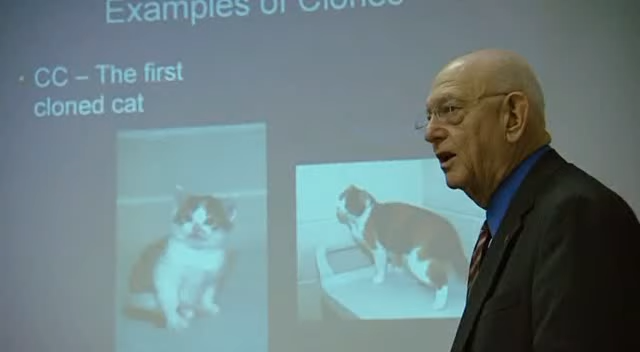 Examples of Clones
· CC – The first
cloned cat